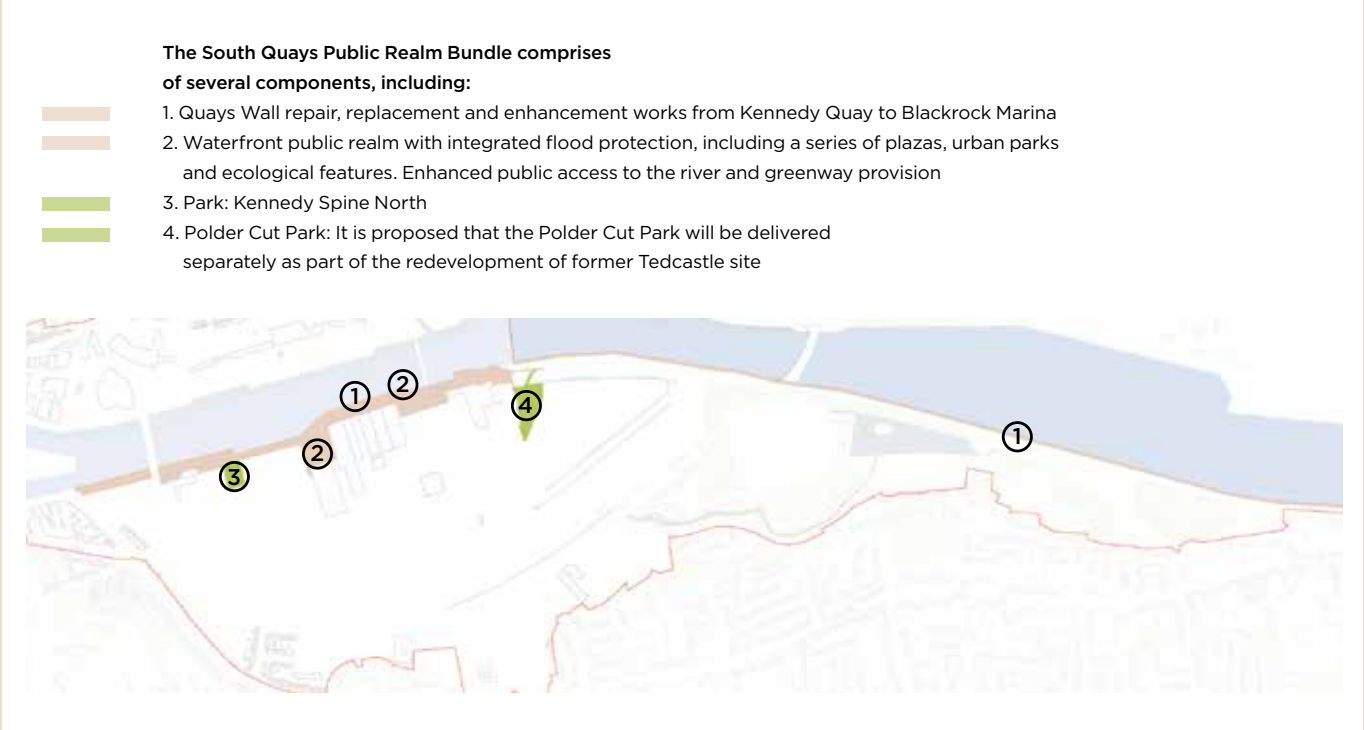 The South Quays Public Realm Bundle comprises
of several components, including:
1. Quays Wall repair, replacement and enhancement works from Kennedy Quay to Blackrock Marina
2. Waterfront public realm with integrated flood protection, including a series of plazas, urban parks
and ecological features. Enhanced public access to the river and greenway provision
3. Park: Kennedy Spine North
4. Polder Cut Park: It is proposed that the Polder Cut Park will be delivered
separately as part of the redevelopment of former Tedcastle site
1
2
4
2
3
1